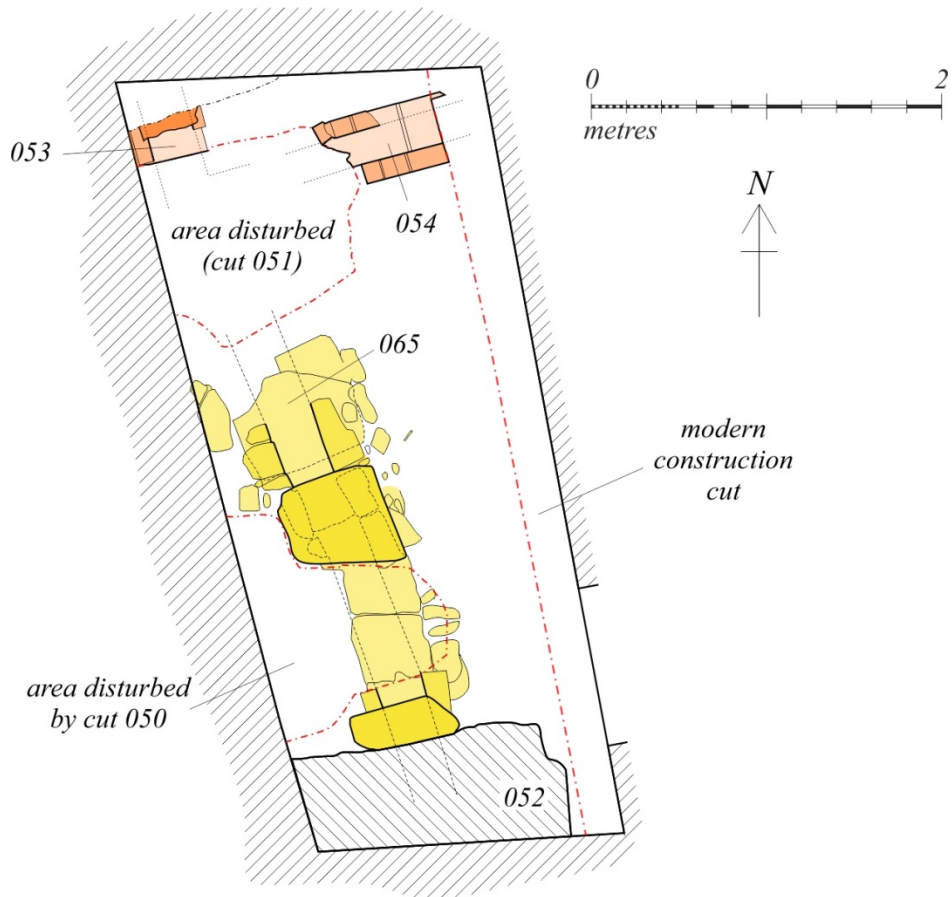 0
2
metres
N
053
054
area disturbed
(cut 051)
065
modern
construction
cut
area disturbed
by cut 050
052